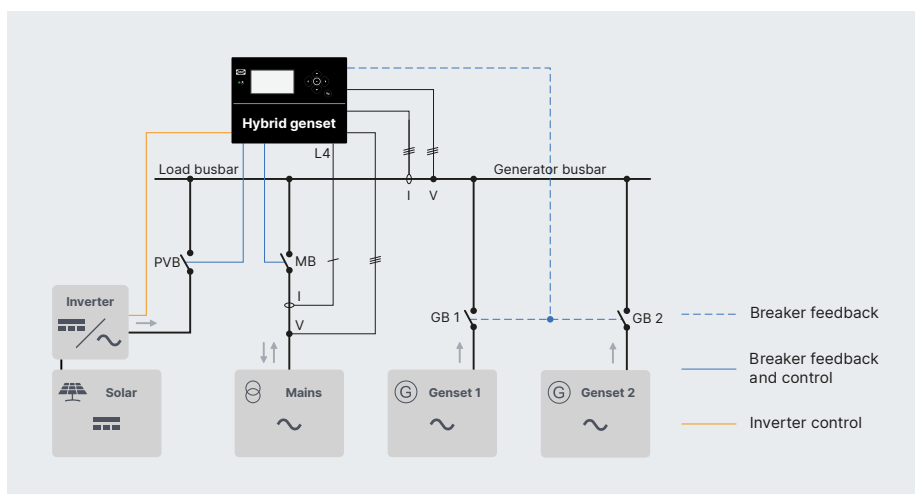 Hybrid genset
L4
Load busbar
Generator busbar
I
V
PVB
MB
I
V
Inverter
GB 1
GB 2
Solar
Mains
G
Genset 1
G
Genset 2
Breaker feedback
Breaker feedback
and control
Inverter control